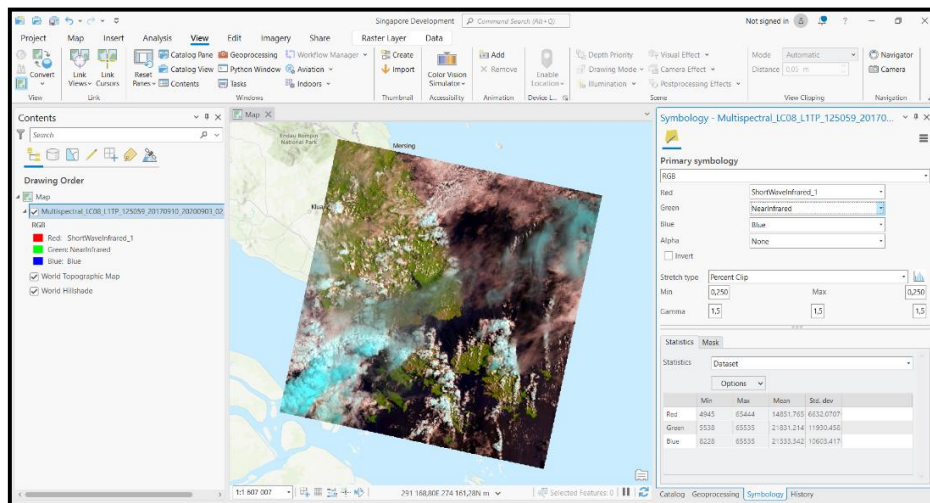 Singapore Development
Command Search (Alt+Q)
Not signed in
?
Project Map Insert Analysis View Edit Imagery Share Raster Layer Data
Convert
Link Views
Link Cursors
Reset Panes
Catalog Pane
Catalog View
Contents
Geoprocessing
Python Window
Tasks
Workflow Manager
Aviation
Indoors
Create
Import
Color Vision Simulator
Add
Remove
Enable Location
Depth Priority
Drawing Mode
Illumination
Visual Effect
Camera Effect
Postprocessing Effects
Mode Automatic
Distance 0,05 m
Navigator
Camera
View Link Windows Thumbnail Accessibility Animation Device L... Scene View Clipping Navigation
Contents
Search
Drawing Order
Map
Multispectral_LC08_L1TP_125059_20170910_20200903_02
RGB
Red: ShortWaveInfrared_1
Green: NearInfrared
Blue: Blue
World Topographic Map
World Hillshade
Map
Endau Rompin
National Park
Mersing
1:1 607 007
291 168,80E 274 161,28N m
Selected Features: 0
Symbology - Multispectral_LC08_L1TP_125059_20170...
Primary symbology
RGB
Red ShortWaveInfrared_1
Green NearInfrared
Blue Blue
Alpha None
Invert
Stretch type Percent Clip
Min 0,250 Max 0,250
Gamma 1,5 1,5 1,5
Statistics Mask
Statistics Dataset
Options
Min Max Mean Std. dev
Red 4945 65444 14851,765 6632,0707
Green 5538 65535 21831,214 11930,458
Blue 8228 65535 21335,342 10603,417
Catalog Geoprocessing Symbology History